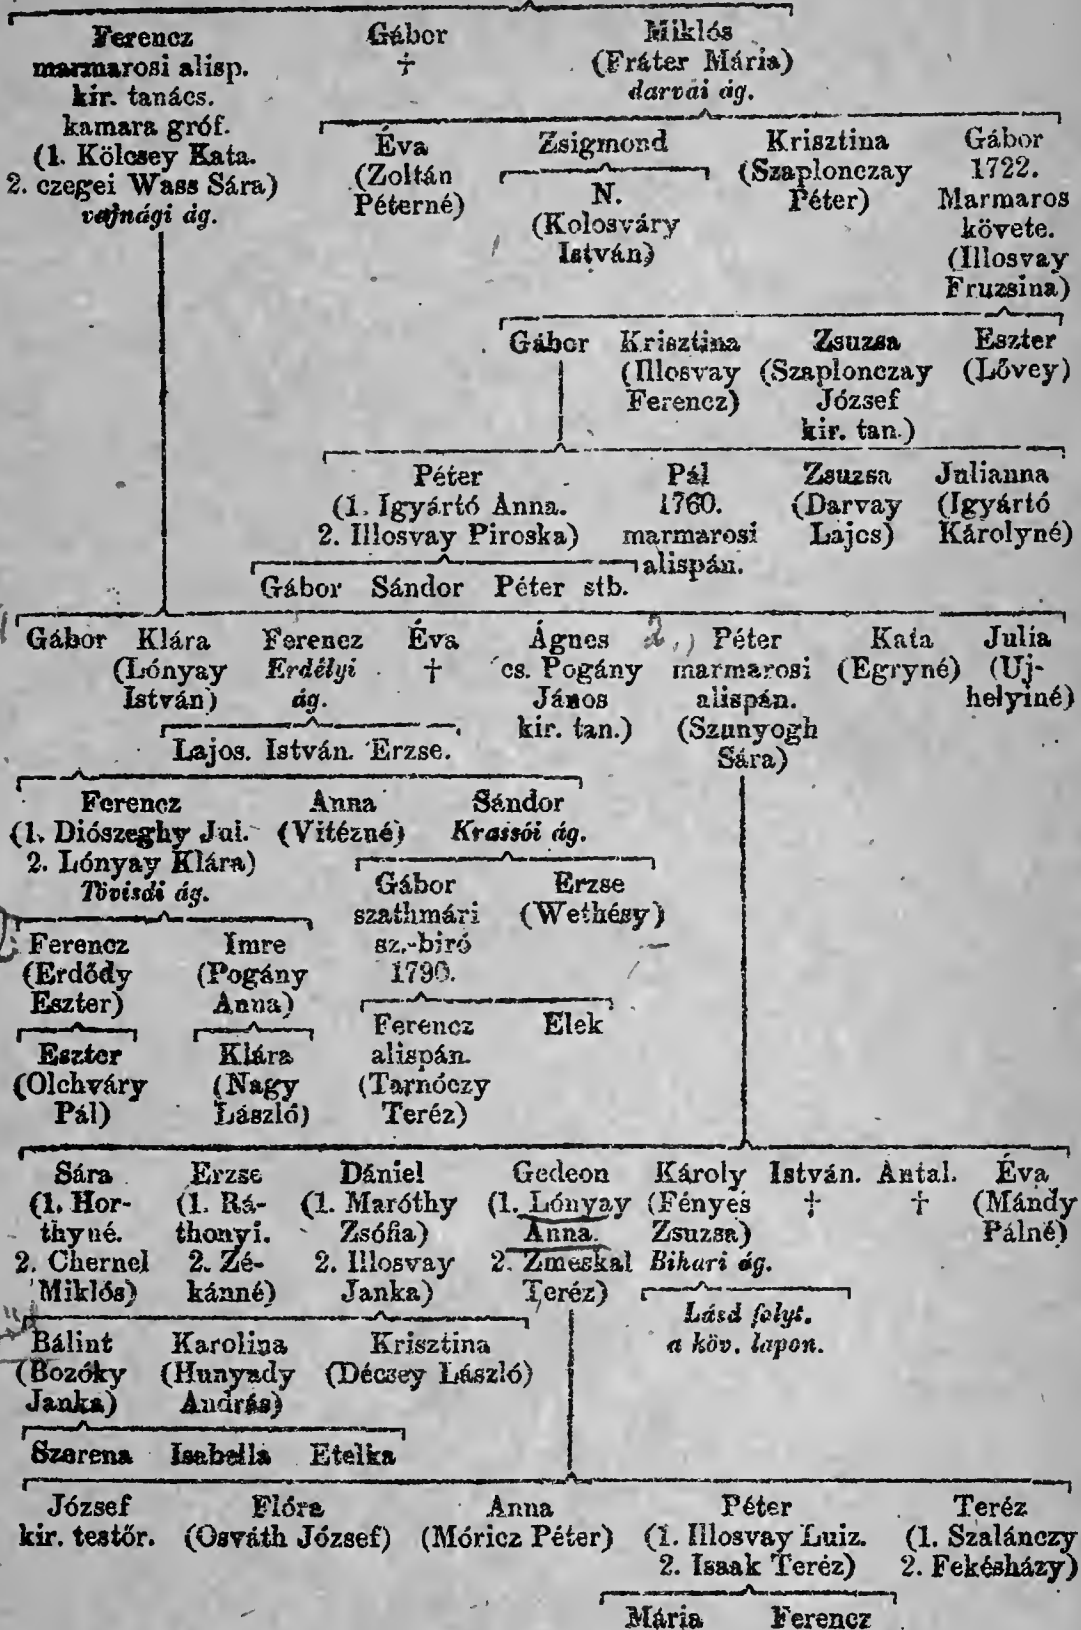 Ferencz
marmarosi alisp.
kir. tanács.
kamara gróf.
(1. Kölcsey Kata.
2. czegei Wass Sára)
vajnági ág.
Gábor
†
Miklós
(Fráter Mária)
darvai ág.
Éva
(Zoltán
Péterné)
Zsigmond
N.
(Kolosváry
István)
Krisztina
(Szaplonczay
Péter)
Gábor
1722.
Marmaros
követe.
(Illosvay
Fruzsina)
Gábor
Krisztina
(Illosvay
Ferencz)
Zsuzsa
(Szaplonczay
József
kir. tan.)
Eszter
(Lővey)
Péter
(1. Igyártó Anna.
2. Illosvay Piroska)
Pál
1760.
marmarosi
alispán.
Zsuzsa
(Darvay
Lajos)
Julianna
(Igyártó
Károlyné)
Gábor Sándor Péter stb.
Gábor
Klára
(Lónyay
István)
Ferencz
Erdélyi
ág.
Éva
†
Ágnes
cs. Pogány
János
kir. tan.)
2.)
Péter
marmarosi
alispán.
(Szunyogh
Sára)
Kata
(Egryné)
Julia
(Uj-
helyiné)
Lajos. István. Erzse.
Ferencz
(1. Diószeghy Jul.
2. Lónyay Klára)
Tövisdi ág.
Anna
(Vitézné)
Sándor
Krassói ág.
Gábor
szathmári
sz.-biró
1790.
Erzse
(Wethésy)
Ferencz
(Erdődy
Eszter)
Imre
(Pogány
Anna)
Eszter
(Olchváry
Pál)
Klára
(Nagy
László)
Ferencz
alispán.
(Tarnóczy
Teréz)
Elek
Sára
(1. Hor-
thyné.
2. Chernel
Miklós)
Erzse
(1. Rá-
thonyi.
2. Zé-
kánné)
Dániel
(1. Maróthy
Zsófia)
2. Illosvay
Janka)
Gedeon
(1. Lónyay
Anna.
2. Zmeskal
Teréz)
Károly
(Fényes
Zsuzsa)
Bihari ág.
István.
†
Antal.
†
Éva
(Mándy
Pálné)
Lásd folyt.
a köv. lapon.
Bálint
(Bozóky
Janka)
Karolina
(Hunyady
András)
Krisztina
(Décsey László)
Szerena Isabella Etelka
József
kir. testőr.
Flóra
(Osváth József)
Anna
(Móricz Péter)
Péter
(1. Illosvay Luiz.
2. Isaak Teréz)
Teréz
(1. Szalánczy
2. Fekésházy)
Mária Ferencz